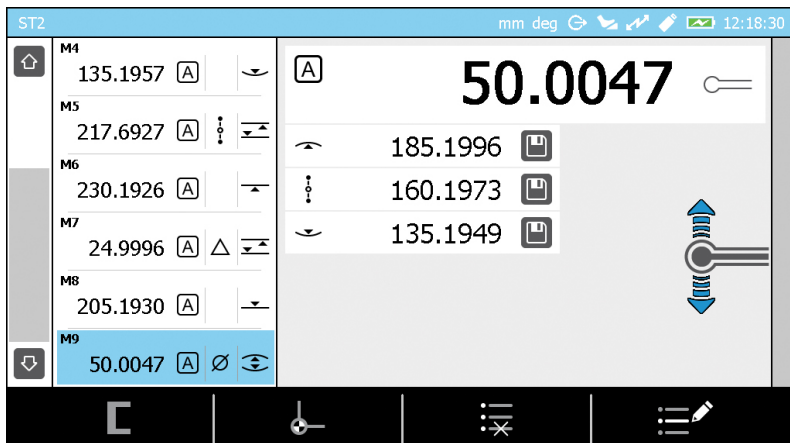 ST2
mm deg
12:18:30
M4
135.1957 A
M5
217.6927 A
M6
230.1926 A
M7
24.9996 A
M8
205.1930 A
M9
50.0047 A Ø
A 50.0047
185.1996
160.1973
135.1949